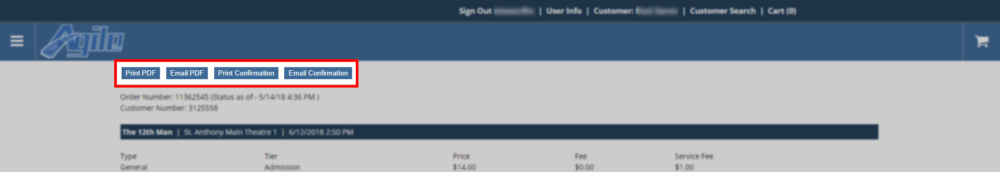 Sign Out | User Info | Customer: | Customer Search | Cart (0)
Agile
Print PDF Email PDF Print Confirmation Email Confirmation
Order Number: 11362545 (Status as of - 5/14/18 4:36 PM )
Customer Number: 3125558
The 12th Man | St. Anthony Main Theatre 1 | 6/12/2018 2:50 PM
Type Tier Price Fee Service Fee
General Admission $14.00 $0.00 $1.00